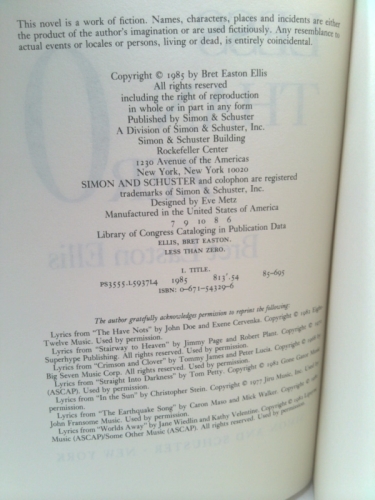 This novel is a work of fiction. Names, characters, places and incidents are either
the product of the author's imagination or are used fictitiously. Any resemblance to
actual events or locales or persons, living or dead, is entirely coincidental.
Copyright © 1985 by Bret Easton Ellis
All rights reserved
including the right of reproduction
in whole or in part in any form
Published by Simon & Schuster
A Division of Simon & Schuster, Inc.
Simon & Schuster Building
Rockefeller Center
1230 Avenue of the Americas
New York, New York 10020
SIMON AND SCHUSTER and colophon are registered
trademarks of Simon & Schuster, Inc.
Designed by Eve Metz
Manufactured in the United States of America
7 9 10 8 6
Library of Congress Cataloging in Publication Data
ELLIS, BRET EASTON.
LESS THAN ZERO.
I. TITLE.
PS3555.L5937L4 1985 813'.54 85-695
ISBN: 0-671-54329-6
The author gratefully acknowledges permission to reprint the following:
Lyrics from "The Have Nots" by John Doe and Exene Cervenka. Copyright ©
Twelve Music. Used by permission.
Lyrics from "Stairway to Heaven" by Jimmy Page and Robert Plant.
Superhype Publishing. All rights reserved. Used by permission.
Lyrics from "Crimson and Clover" by Tommy James and Peter Lucia. Copyright ©
Big Seven Music Corp. All rights reserved. Used by permission.
Lyrics from "Straight Into Darkness" by Tom Petty. Copyright © 1982 Gone Gator Music
(ASCAP). Used by permission.
Lyrics from "In the Sun" by Christopher Stein. Copyright © 1977 Jiru Music, Inc.
permission.
Lyrics from "The Earthquake Song" by Caron Maso and Mick Walker. Copyright ©
John Fransome Music. Used by permission.
Lyrics from "Worlds Away" by Jane Wiedlin and Kathy Valentine. Copyright ©
Music (ASCAP)/Some Other Music (ASCAP). All rights reserved. Used by permission.